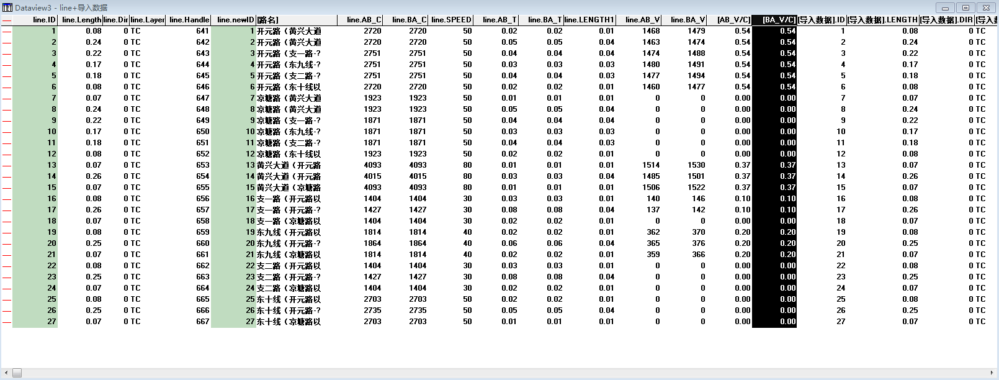 Dataview3 - line+导入数据
line.ID line.Length line.Dir line.Layer line.Handle line.newID [路名] line.AB_C line.BA_C line.SPEED line.AB_T line.BA_T line.LENGTH1 line.AB_V line.BA_V [AB_V/C] [BA_V/C] [导入数据].ID [导入数据].LENGTH [导入数据].DIR [导入
1 0.08 0 TC 641 1 开元路（黄兴大道 2720 2720 50 0.02 0.02 0.01 1468 1479 0.54 0.54 1 0.08 0 TC
2 0.24 0 TC 642 2 开元路（黄兴大道 2720 2720 50 0.05 0.05 0.04 1463 1474 0.54 0.54 2 0.24 0 TC
3 0.22 0 TC 643 3 开元路（支一路-? 2751 2751 50 0.04 0.04 0.04 1474 1488 0.54 0.54 3 0.22 0 TC
4 0.17 0 TC 644 4 开元路（东九线-? 2751 2751 50 0.03 0.03 0.03 1480 1491 0.54 0.54 4 0.17 0 TC
5 0.18 0 TC 645 5 开元路（支二路-? 2751 2751 50 0.04 0.04 0.03 1477 1494 0.54 0.54 5 0.18 0 TC
6 0.08 0 TC 646 6 开元路（东十线以 2720 2720 50 0.02 0.02 0.01 1460 1477 0.54 0.54 6 0.08 0 TC
7 0.07 0 TC 647 7 京塘路（黄兴大道 1923 1923 50 0.01 0.01 0.01 0 0 0.00 0.00 7 0.07 0 TC
8 0.24 0 TC 648 8 京塘路（黄兴大道 1923 1923 50 0.05 0.05 0.04 0 0 0.00 0.00 8 0.24 0 TC
9 0.22 0 TC 649 9 京塘路（支一路-? 1871 1871 50 0.04 0.04 0.04 0 0 0.00 0.00 9 0.22 0 TC
10 0.17 0 TC 650 10 京塘路（东九线-? 1871 1871 50 0.03 0.03 0.03 0 0 0.00 0.00 10 0.17 0 TC
11 0.18 0 TC 651 11 京塘路（支二路-? 1871 1871 50 0.04 0.04 0.03 0 0 0.00 0.00 11 0.18 0 TC
12 0.08 0 TC 652 12 京塘路（东十线以 1923 1923 50 0.02 0.02 0.01 0 0 0.00 0.00 12 0.08 0 TC
13 0.07 0 TC 653 13 黄兴大道（开元路 4093 4093 80 0.01 0.01 0.01 1514 1530 0.37 0.37 13 0.07 0 TC
14 0.26 0 TC 654 14 黄兴大道（开元路 4015 4015 80 0.03 0.03 0.04 1485 1501 0.37 0.37 14 0.26 0 TC
15 0.07 0 TC 655 15 黄兴大道（京塘路 4093 4093 80 0.01 0.01 0.01 1506 1522 0.37 0.37 15 0.07 0 TC
16 0.08 0 TC 656 16 支一路（开元路以 1404 1404 30 0.03 0.03 0.01 140 146 0.10 0.10 16 0.08 0 TC
17 0.26 0 TC 657 17 支一路（开元路-? 1427 1427 30 0.08 0.08 0.04 137 142 0.10 0.10 17 0.26 0 TC
18 0.07 0 TC 658 18 支一路（京塘路以 1404 1404 30 0.02 0.02 0.01 0 0 0.00 0.00 18 0.07 0 TC
19 0.08 0 TC 659 19 东九线（开元路以 1814 1814 40 0.02 0.02 0.01 362 370 0.20 0.20 19 0.08 0 TC
20 0.25 0 TC 660 20 东九线（开元路-? 1864 1864 40 0.06 0.06 0.04 365 376 0.20 0.20 20 0.25 0 TC
21 0.07 0 TC 661 21 东九线（京塘路以 1814 1814 40 0.02 0.02 0.01 359 366 0.20 0.20 21 0.07 0 TC
22 0.08 0 TC 662 22 支二路（开元路以 1404 1404 30 0.03 0.03 0.01 0 0 0.00 0.00 22 0.08 0 TC
23 0.25 0 TC 663 23 支二路（开元路-? 1427 1427 30 0.08 0.08 0.04 0 0 0.00 0.00 23 0.25 0 TC
24 0.07 0 TC 664 24 支二路（京塘路以 1404 1404 30 0.02 0.02 0.01 0 0 0.00 0.00 24 0.07 0 TC
25 0.08 0 TC 665 25 东十线（开元路以 2703 2703 50 0.02 0.02 0.01 0 0 0.00 0.00 25 0.08 0 TC
26 0.25 0 TC 666 26 东十线（开元路-? 2735 2735 50 0.05 0.05 0.04 0 0 0.00 0.00 26 0.25 0 TC
27 0.07 0 TC 667 27 东十线（京塘路以 2703 2703 50 0.01 0.01 0.01 0 0 0.00 0.00 27 0.07 0 TC